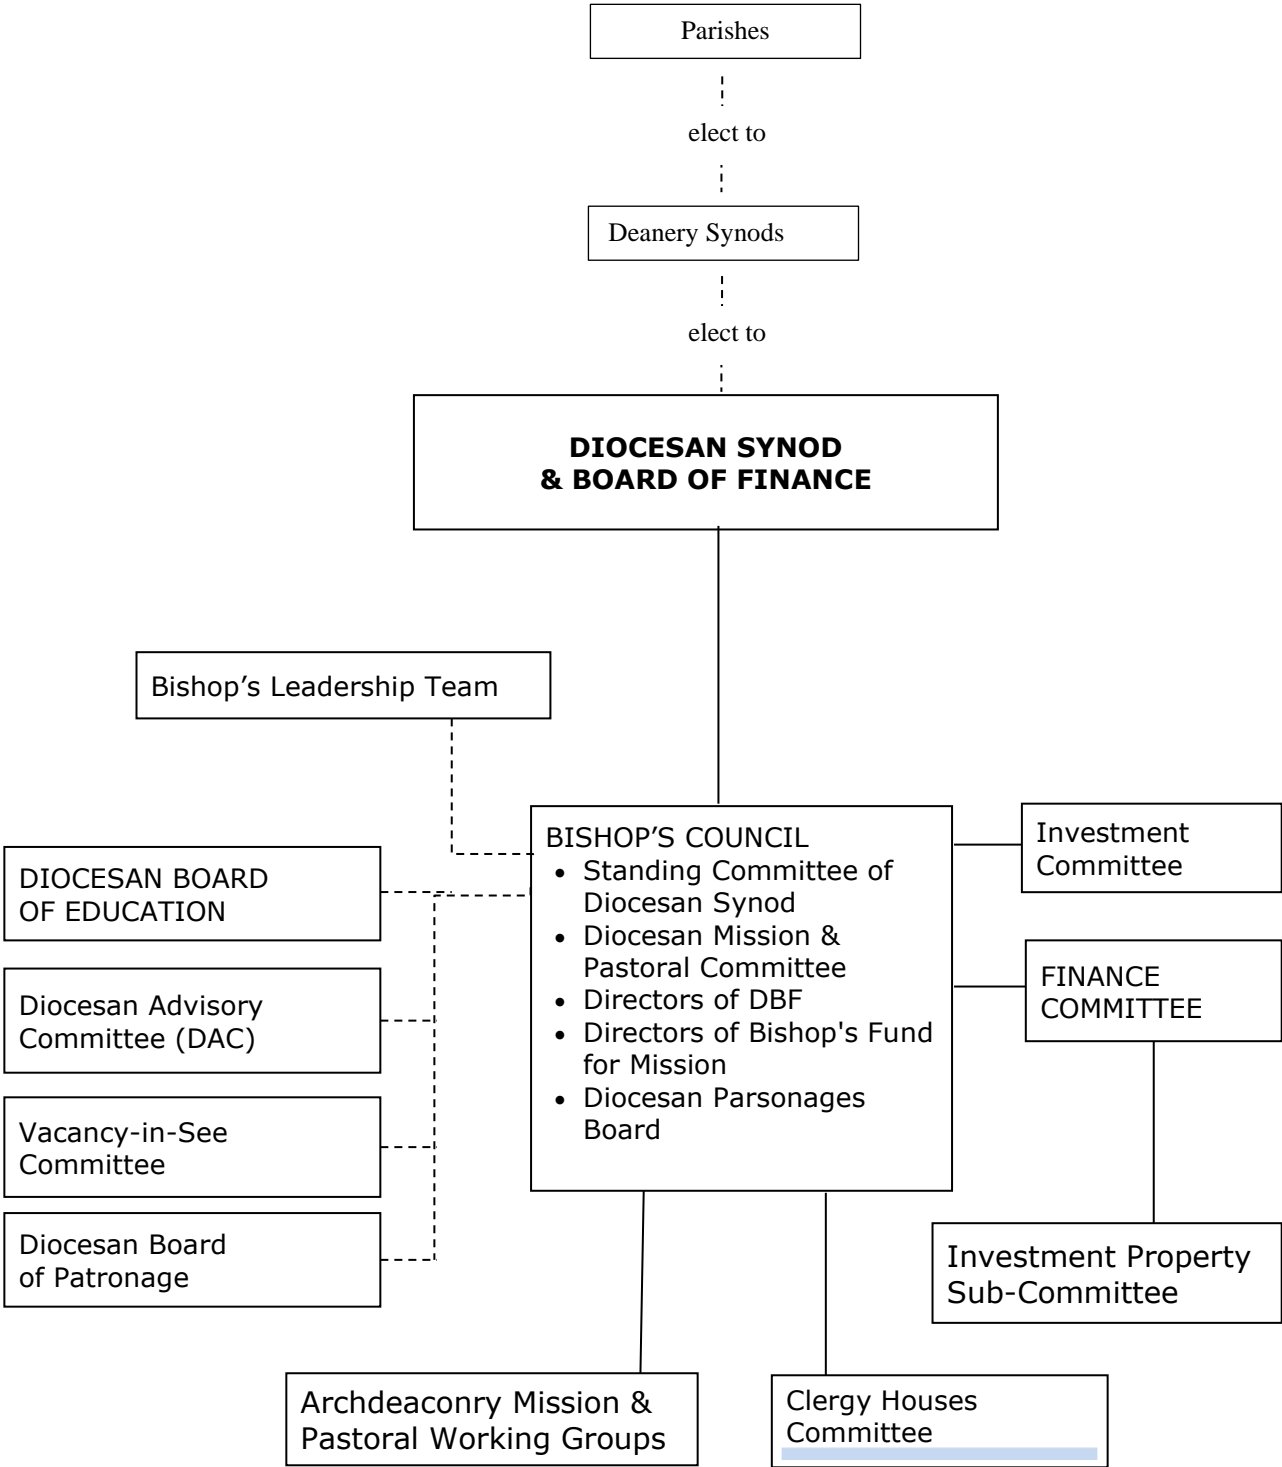 Parishes
elect to
Deanery Synods
elect to
DIOCESAN SYNOD
& BOARD OF FINANCE
Bishop’s Leadership Team
BISHOP’S COUNCIL
• Standing Committee of
Diocesan Synod
• Diocesan Mission &
Pastoral Committee
• Directors of DBF
• Directors of Bishop's Fund
for Mission
• Diocesan Parsonages
Board
Investment
Committee
DIOCESAN BOARD
OF EDUCATION
FINANCE
COMMITTEE
Diocesan Advisory
Committee (DAC)
Vacancy-in-See
Committee
Diocesan Board
of Patronage
Investment Property
Sub-Committee
Archdeaconry Mission &
Pastoral Working Groups
Clergy Houses
Committee